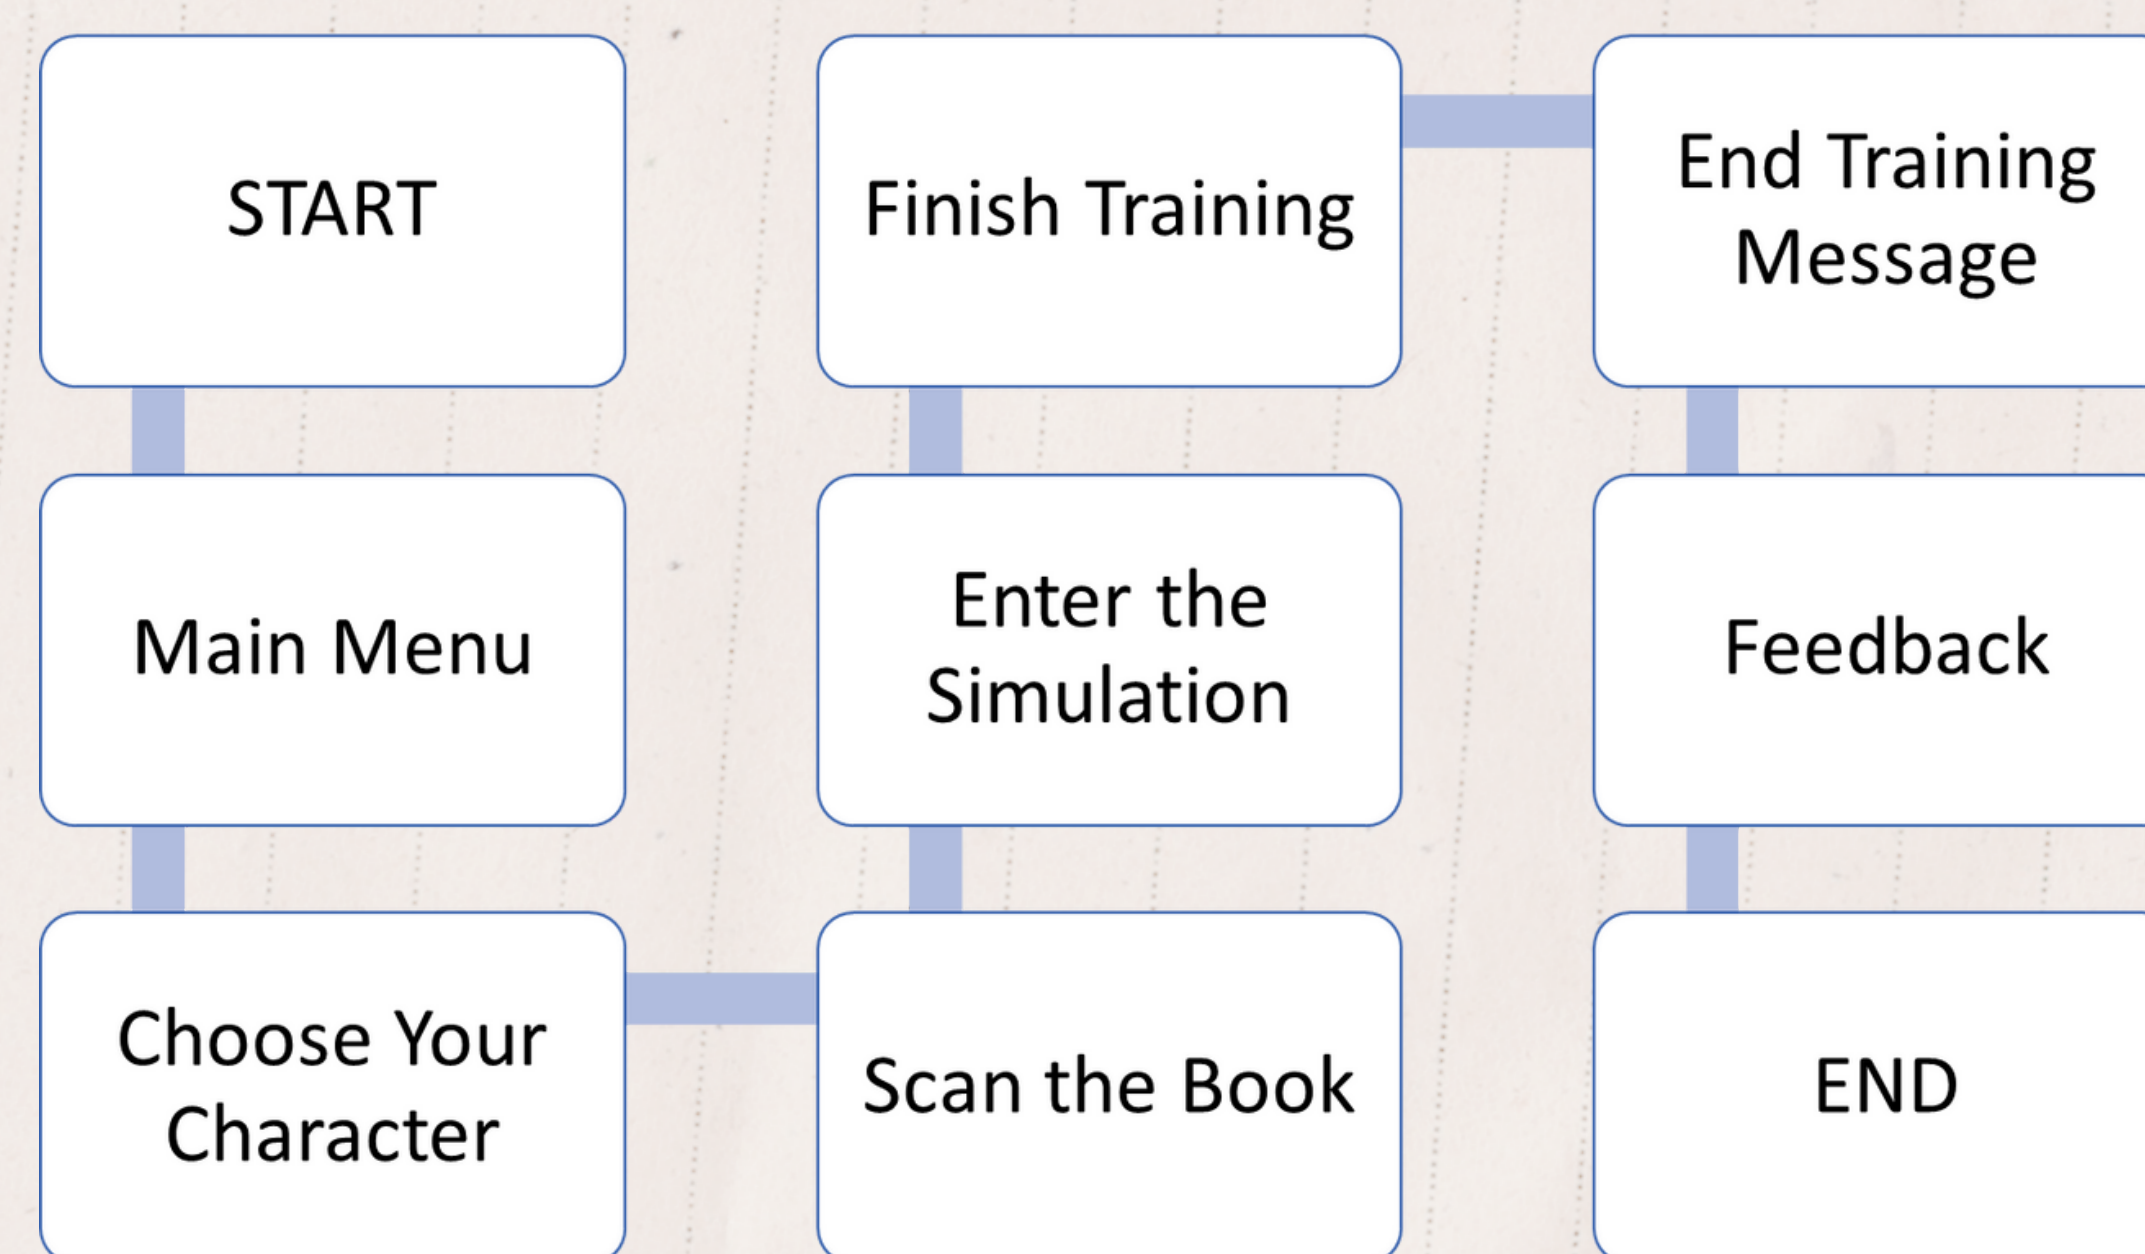 START
Main Menu
Choose Your
Character
Scan the Book
Enter the
Simulation
Finish Training
End Training
Message
Feedback
END